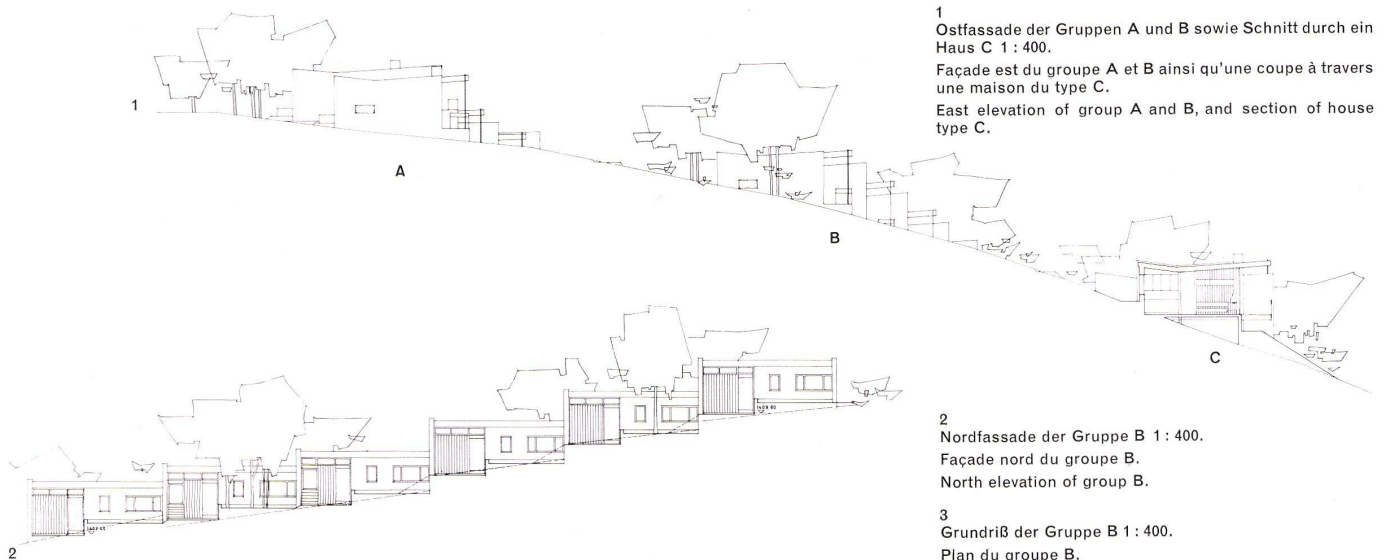 1
Ostfassade der Gruppen A und B sowie Schnitt durch ein
Haus C 1 : 400.
Façade est du groupe A et B ainsi qu'une coupe à travers
une maison du type C.
East elevation of group A and B, and section of house
type C.
1
A
B
C
1409.60
2
2
Nordfassade der Gruppe B 1 : 400.
Façade nord du groupe B.
North elevation of group B.
3
Grundriß der Gruppe B 1 : 400.
Plan du groupe B.